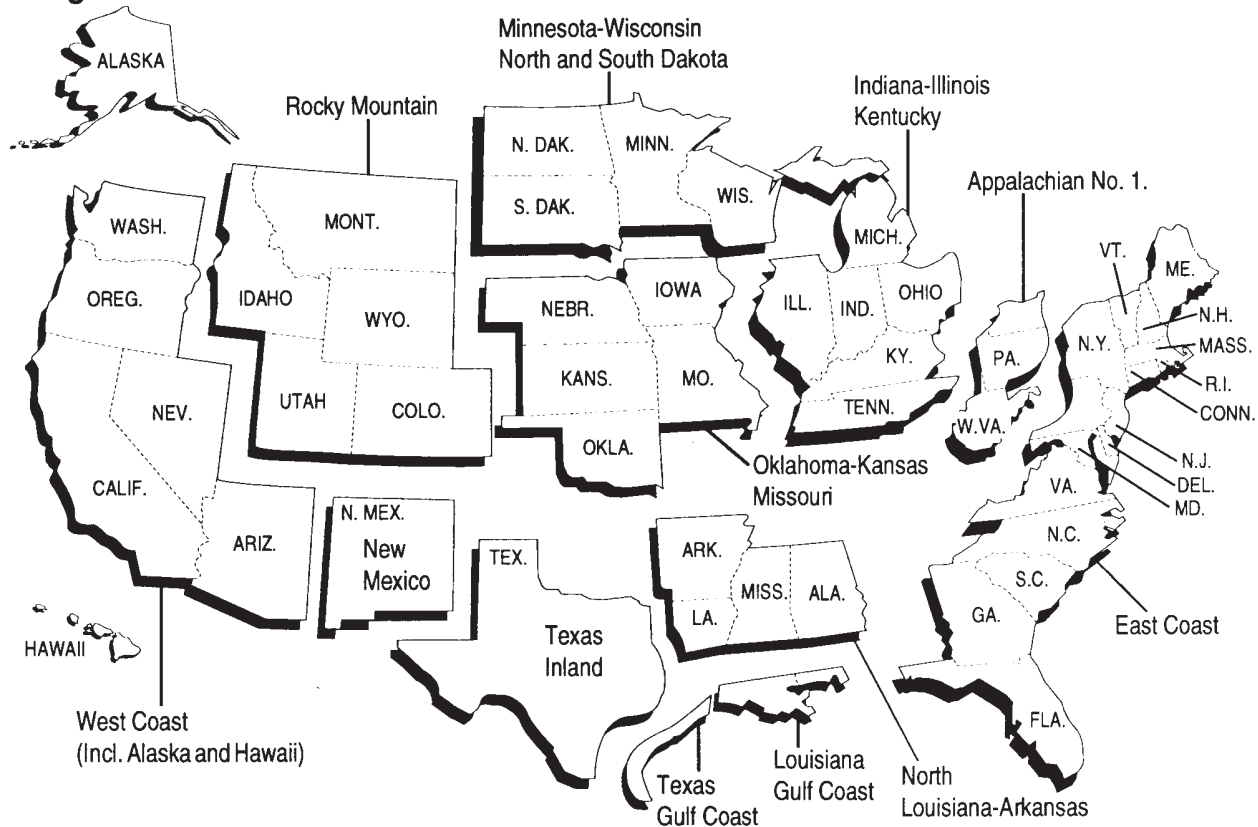 ALASKA
Rocky Mountain
Minnesota-Wisconsin
North and South Dakota
Indiana-Illinois
Kentucky
Appalachian No. 1.
WASH.
OREG.
MONT.
IDAHO
WYO.
N. DAK.
S. DAK.
MINN.
WIS.
MICH.
VT.
ME.
N.H.
MASS.
R.I.
CONN.
N.J.
DEL.
MD.
NEV.
CALIF.
UTAH
COLO.
NEBR.
IOWA
KANS.
MO.
OKLA.
ILL.
IND.
OHIO
KY.
TENN.
PA.
W.VA.
N.Y.
VA.
N.C.
S.C.
GA.
FLA.
East Coast
Oklahoma-Kansas
Missouri
ARIZ.
N. MEX.
New
Mexico
TEX.
Texas
Inland
ARK.
LA.
MISS.
ALA.
HAWAII
West Coast
(Incl. Alaska and Hawaii)
Texas
Gulf Coast
Louisiana
Gulf Coast
North
Louisiana-Arkansas